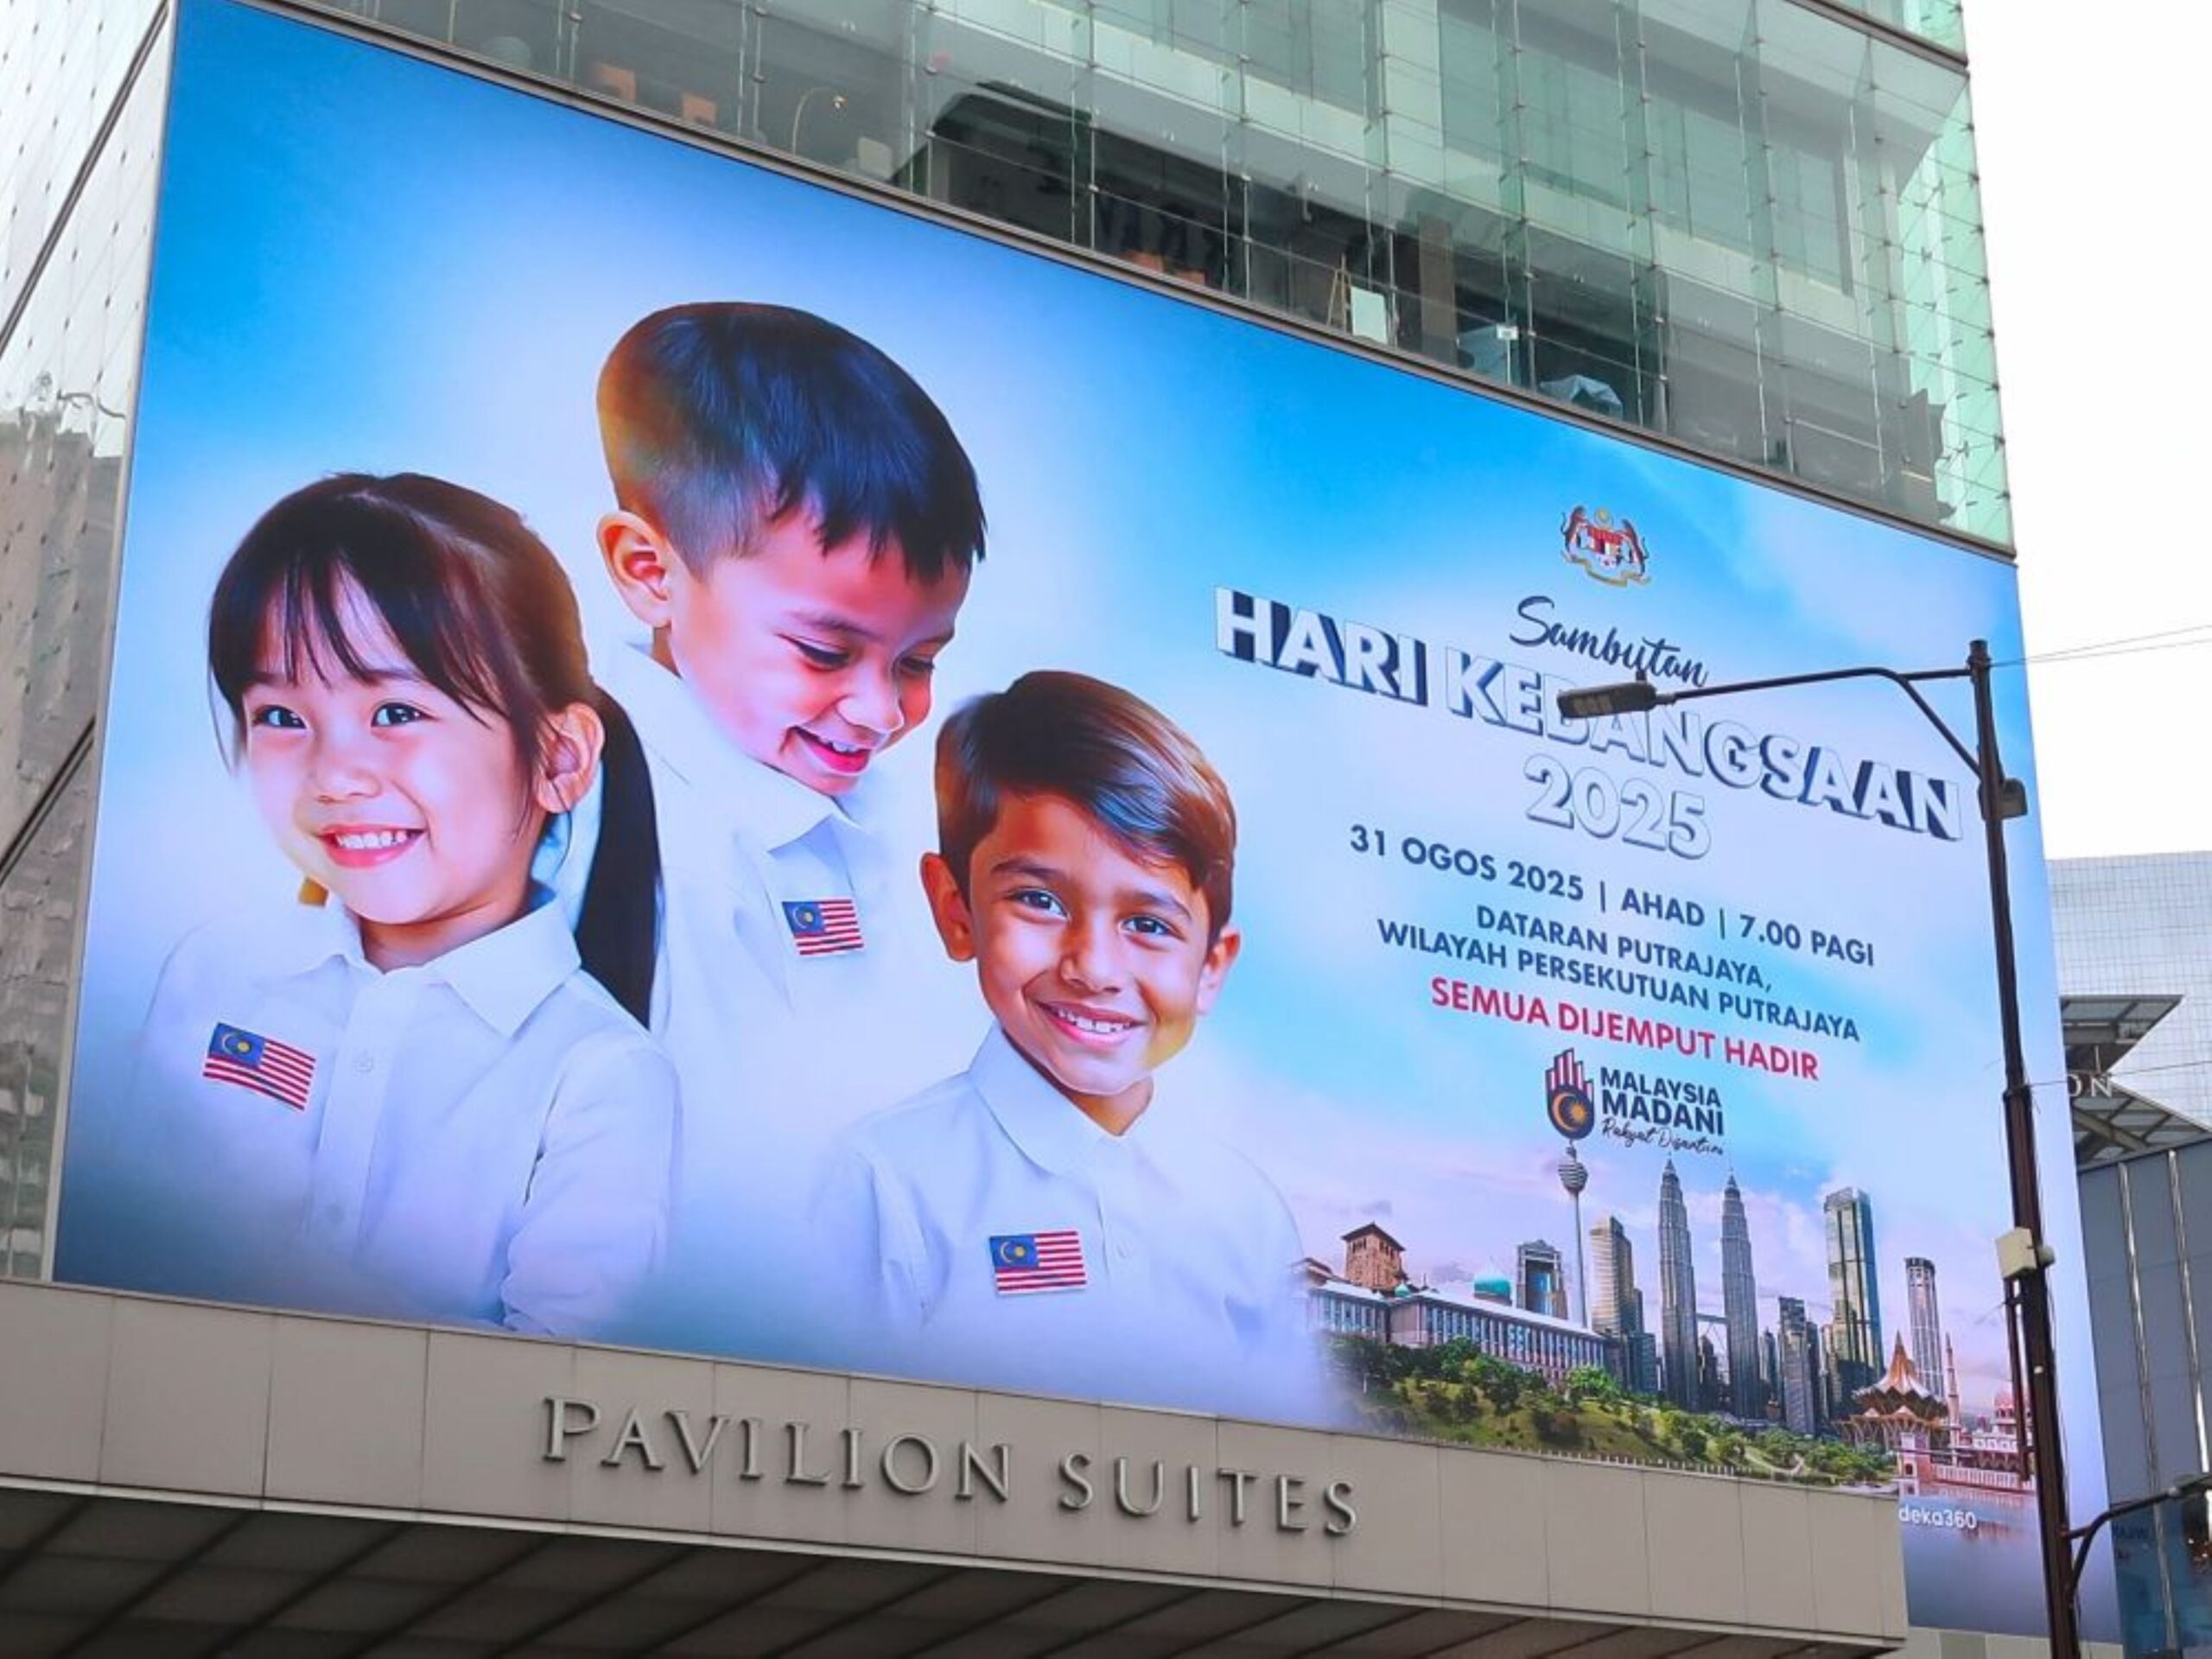 Sambutan
HARI KEBANGSAAN
2025
31 OGOS 2025 | AHAD | 7.00 PAGI
DATARAN PUTRAJAYA,
WILAYAH PERSEKUTUAN PUTRAJAYA
SEMUA DIJEMPUT HADIR
MALAYSIA
MADANI
Rakyat Disantuni
PAVILION SUITES
deka360